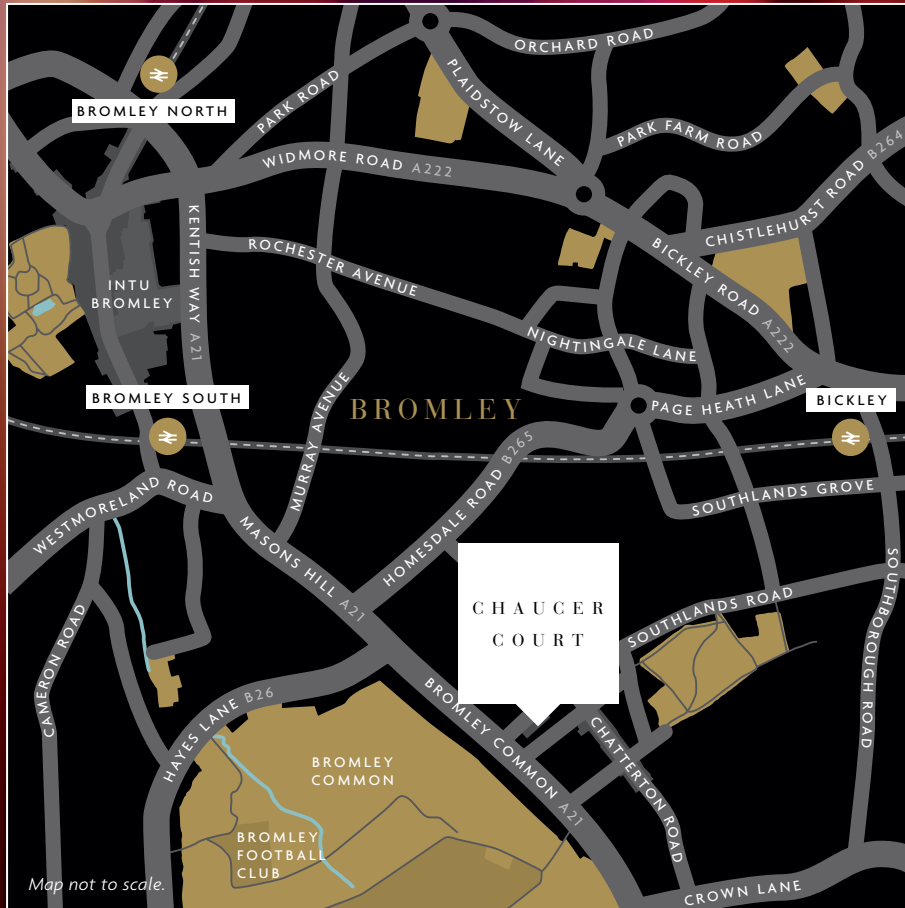 ORCHARD ROAD
BROMLEY NORTH
PARK ROAD
PLAIDSTOW LANE
PARK FARM ROAD
WIDMORE ROAD A222
CHISTLEHURST ROAD B264
KENTISH WAY A21
ROCHESTER AVENUE
BICKLEY ROAD A222
INTU
BROMLEY
NIGHTINGALE LANE
BROMLEY SOUTH
MURRAY AVENUE
BROMLEY
PAGE HEATH LANE
BICKLEY
WESTMORELAND ROAD
HOMESDALE ROAD B265
SOUTHLANDS GROVE
MASONS HILL A21
CHAUCER
COURT
SOUTHLANDS ROAD
SOUTHBOROUGH ROAD
CAMERON ROAD
HAYES LANE B26
BROMLEY COMMON A21
CHATTERTON ROAD
BROMLEY
COMMON
BROMLEY
FOOTBALL
CLUB
Map not to scale.
CROWN LANE